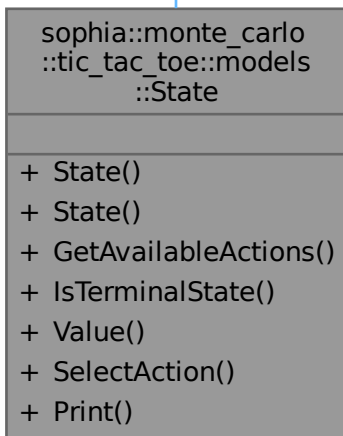 sophia::monte_carlo
::tic_tac_toe::models
::State
+ State()
+ State()
+ GetAvailableActions()
+ IsTerminalState()
+ Value()
+ SelectAction()
+ Print()